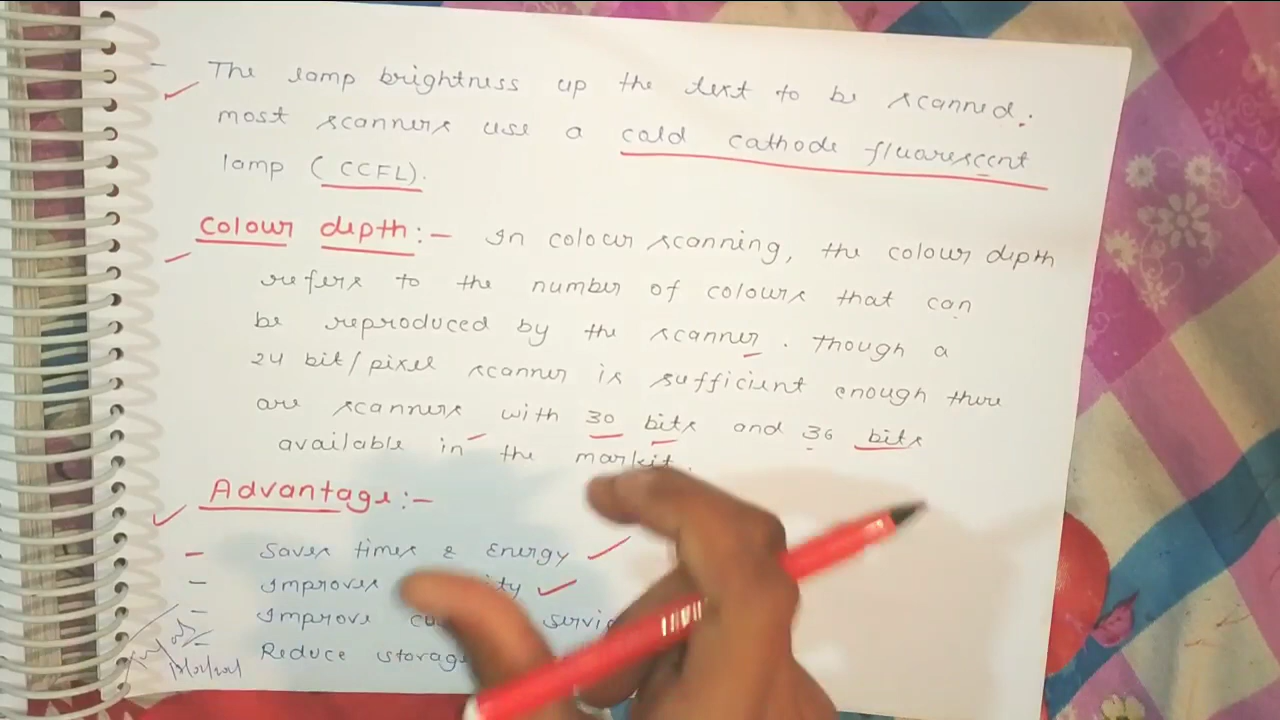 - The lamp brightness up the text to be scanned.
most scanners use a cold cathode fluorescent
lamp (CCFL).
Colour depth:- In colour scanning, the colour depth
refers to the number of colours that can
be reproduced by the scanner. Though a
24 bit/pixel scanner is sufficient enough there
are scanners with 30 bits and 36 bits
available in the market.
Advantage:-
- Saves times & Energy
- Improves
- Improve
- Reduce storage